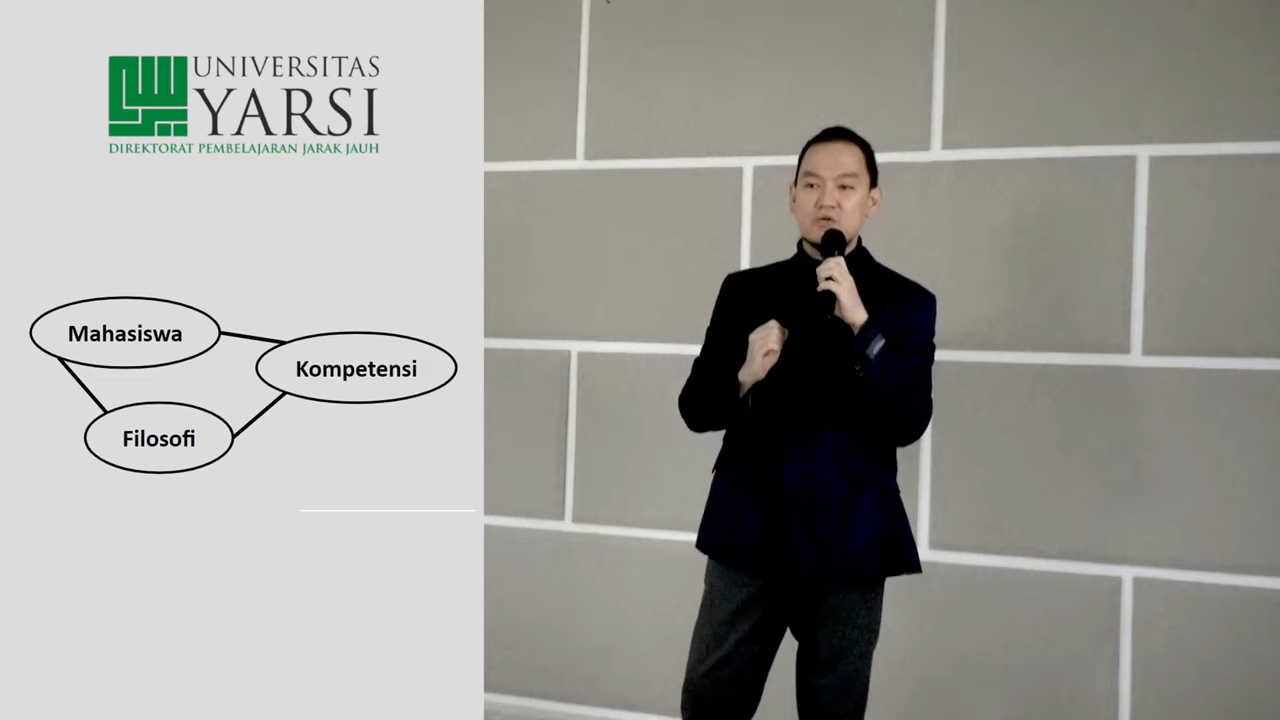 UNIVERSITAS
YARSI
DIREKTORAT PEMBELAJARAN JARAK JAUH
Mahasiswa
Kompetensi
Filosofi